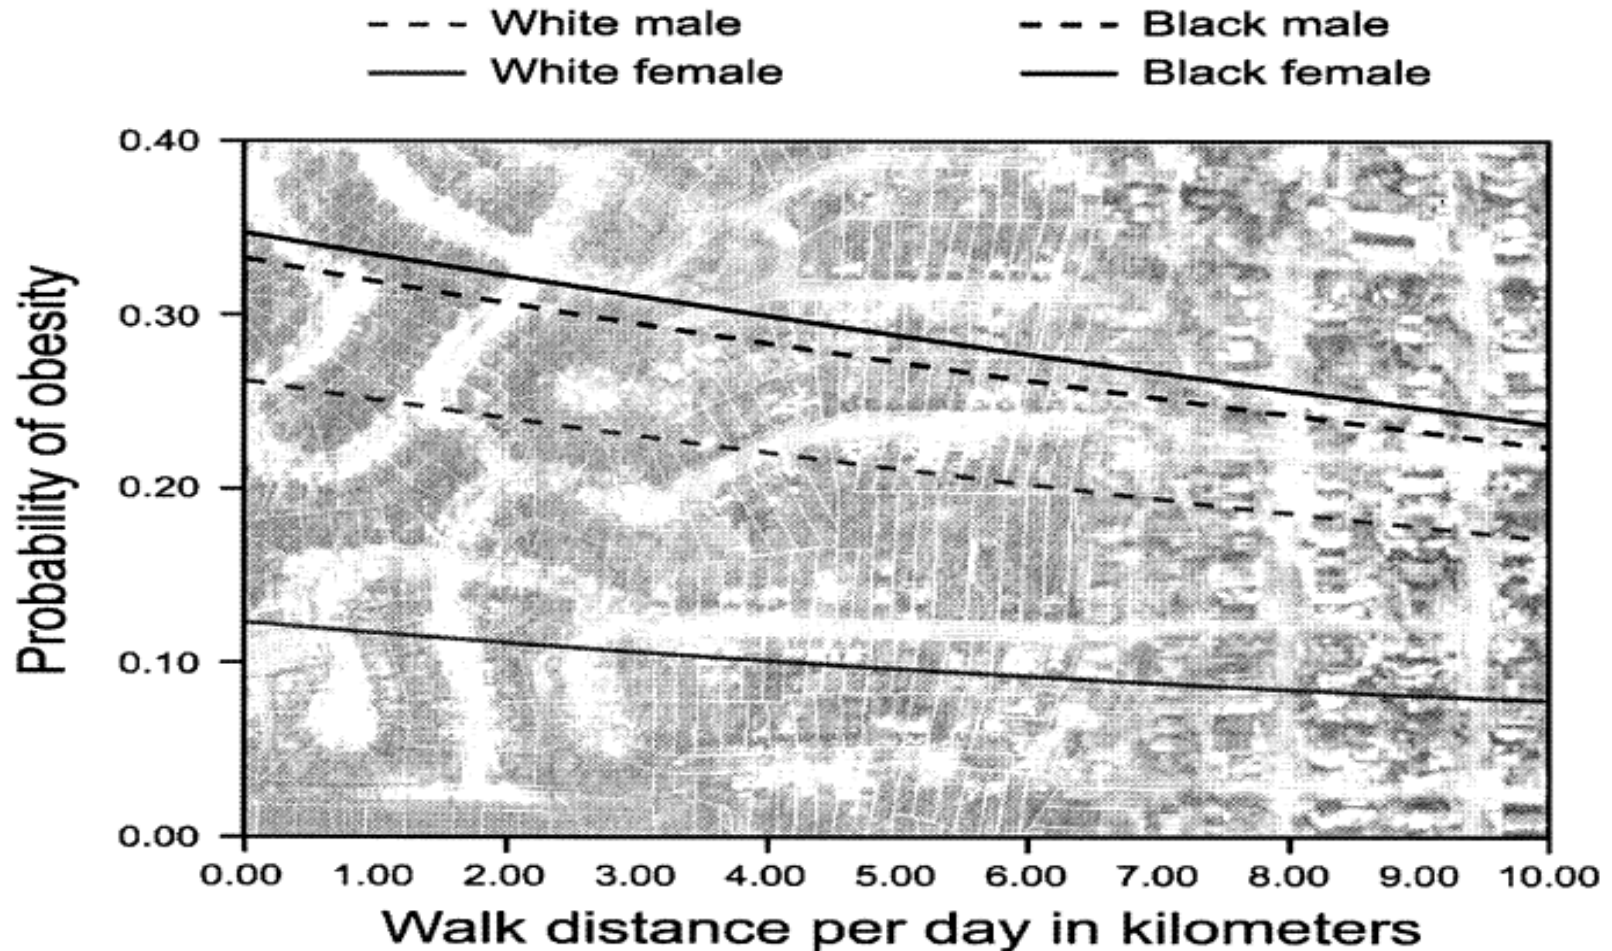 White male Black male
White female Black female
Probability of obesity
0.40
0.30
0.20
0.10
0.00
0.00 1.00 2.00 3.00 4.00 5.00 6.00 7.00 8.00 9.00 10.00
Walk distance per day in kilometers